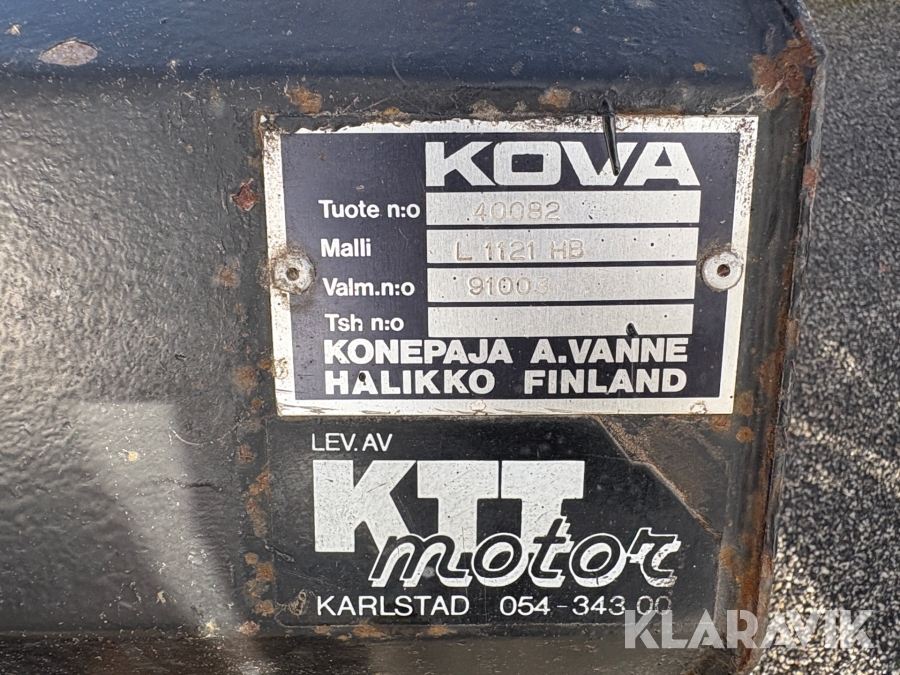 KOVA
Tuote n:o 40082
Malli L 1121 HB
Valm.n:o
Tsh n:o
KONEPAJA A.VANNE
HALIKKO FINLAND
LEV. AV
KTT
motor
KARLSTAD 054-343 00
KLARAVIK